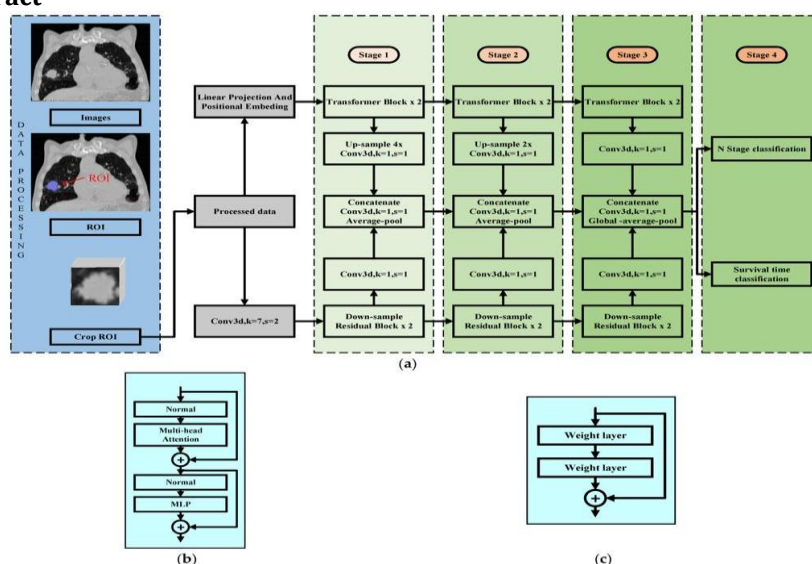 ract
DATA PROCESSING
Images
ROI
ROI
Crop ROI
Linear Projection And
Positional Embeding
Processed data
Conv3d,k=7,s=2
Stage 1
Transformer Block x 2
Up-sample 4x
Conv3d,k=1,s=1
Concatenate
Conv3d,k=1,s=1
Average-pool
Conv3d,k=1,s=1
Down-sample
Residual Block x 2
Stage 2
Transformer Block x 2
Up-sample 2x
Conv3d,k=1,s=1
Concatenate
Conv3d,k=1,s=1
Average-pool
Conv3d,k=1,s=1
Down-sample
Residual Block x 2
Stage 3
Transformer Block x 2
Conv3d,k=1,s=1
Concatenate
Conv3d,k=1,s=1
Global -average-pool
Conv3d,k=1,s=1
Down-sample
Residual Block x 2
Stage 4
N Stage classification
Survival time
classification
(a)
Normal
Multi-head
Attention
+
Normal
MLP
+
(b)
Weight layer
Weight layer
+
(c)